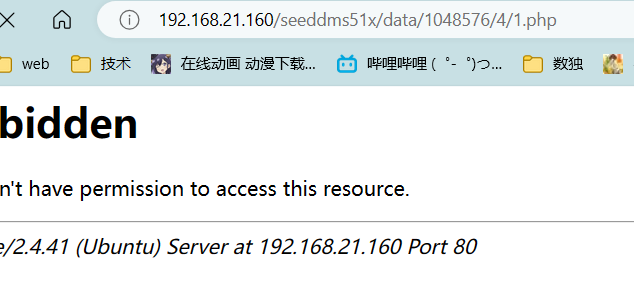 192.168.21.160/seeddms51x/data/1048576/4/1.php
web 技术 在线动画 动漫下载... 哔哩哔哩 ( ゜- ゜)つ... 数独
bidden
n't have permission to access this resource.
e/2.4.41 (Ubuntu) Server at 192.168.21.160 Port 80